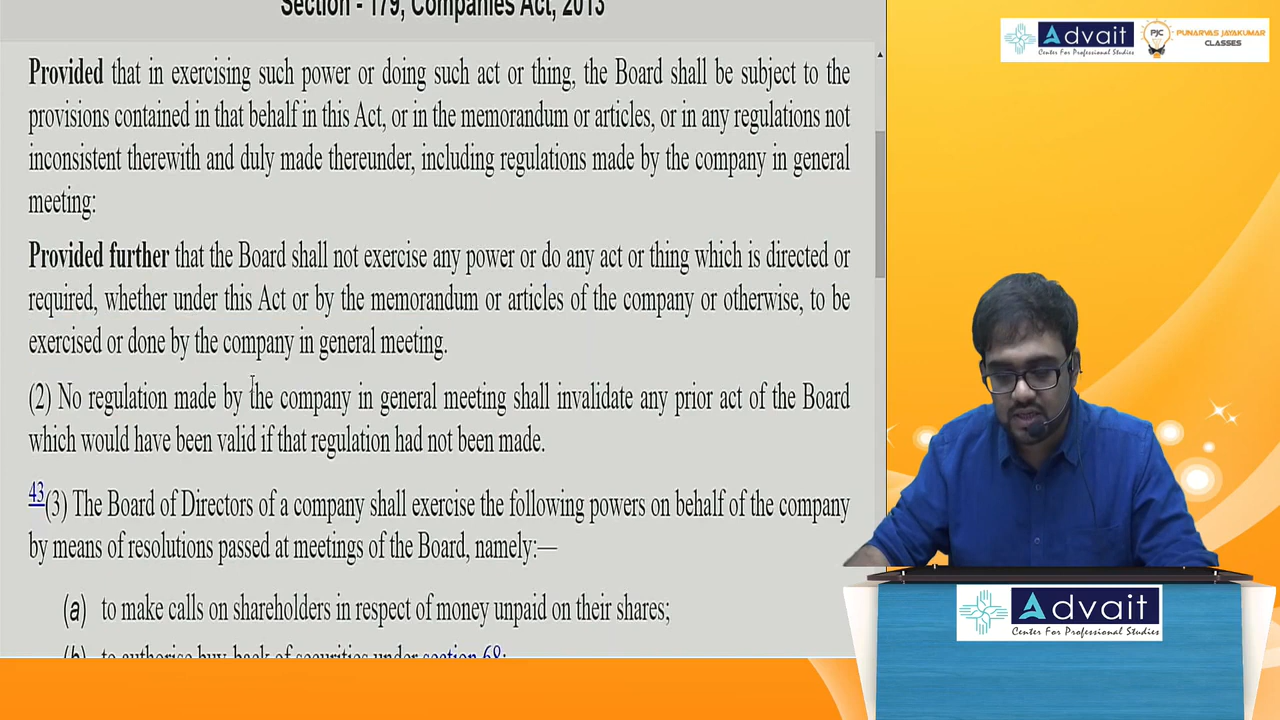 Section - 179, Companies Act, 2013
Provided that in exercising such power or doing such act or thing, the Board shall be subject to the
provisions contained in that behalf in this Act, or in the memorandum or articles, or in any regulations not
inconsistent therewith and duly made thereunder, including regulations made by the company in general
meeting:
Provided further that the Board shall not exercise any power or do any act or thing which is directed or
required, whether under this Act or by the memorandum or articles of the company or otherwise, to be
exercised or done by the company in general meeting.
(2) No regulation made by the company in general meeting shall invalidate any prior act of the Board
which would have been valid if that regulation had not been made.
43(3) The Board of Directors of a company shall exercise the following powers on behalf of the company
by means of resolutions passed at meetings of the Board, namely:—
(a) to make calls on shareholders in respect of money unpaid on their shares;
(b) to authorise buy-back of securities under section 68;
Advait
Center For Professional Studies
PJC
PUNARVAS JAYAKUMAR
CLASSES
Advait
Center For Professional Studies